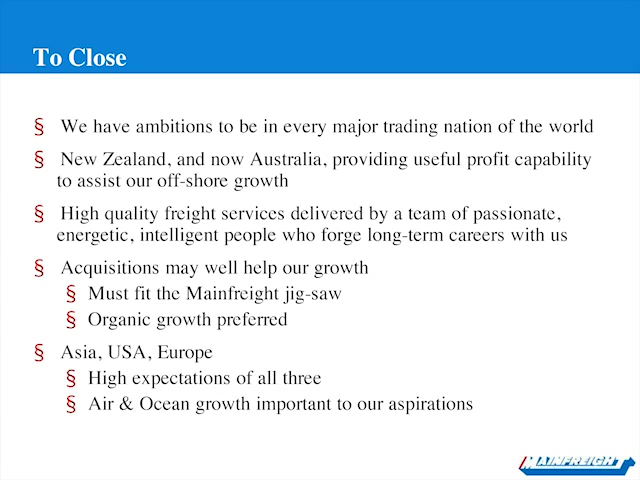 To Close
§ We have ambitions to be in every major trading nation of the world
§ New Zealand, and now Australia, providing useful profit capability
to assist our off-shore growth
§ High quality freight services delivered by a team of passionate,
energetic, intelligent people who forge long-term careers with us
§ Acquisitions may well help our growth
§ Must fit the Mainfreight jig-saw
§ Organic growth preferred
§ Asia, USA, Europe
§ High expectations of all three
§ Air & Ocean growth important to our aspirations
MAINFREIGHT